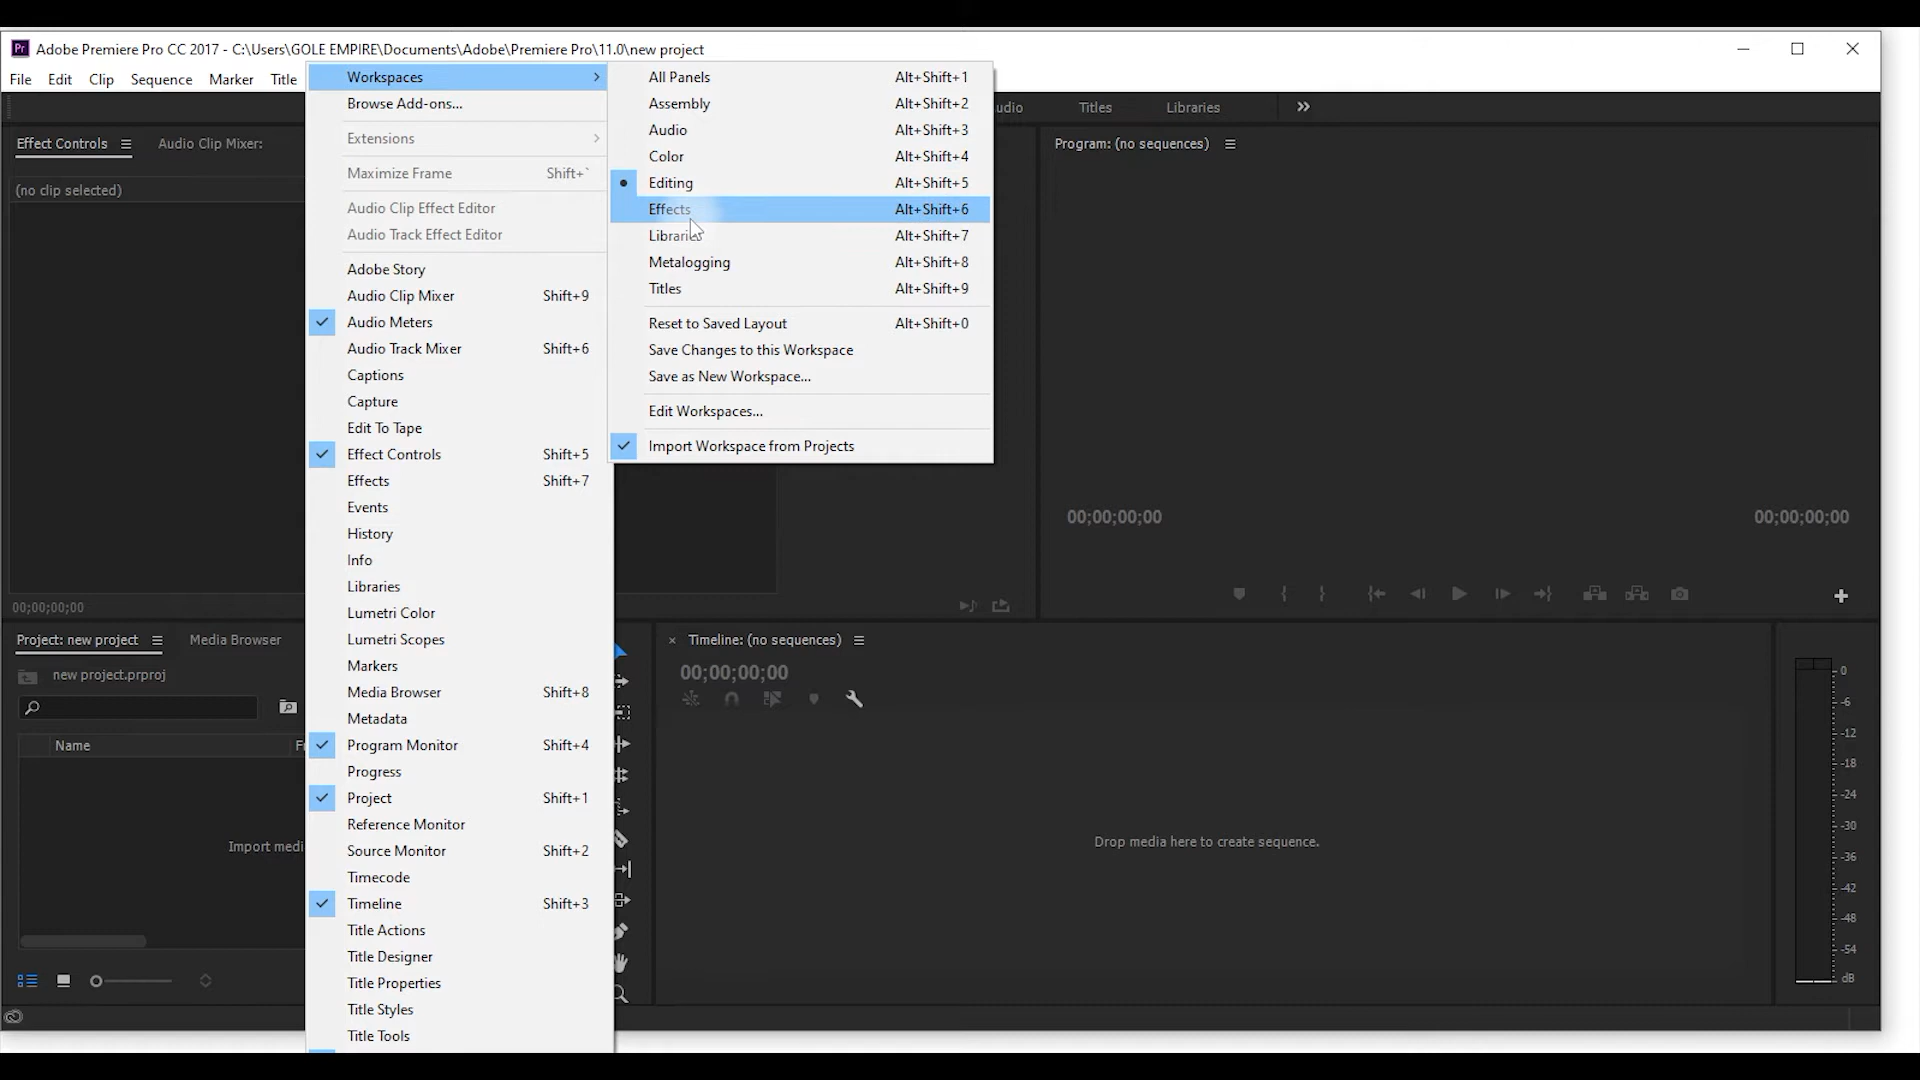 Adobe Premiere Pro CC 2017 - C:\Users\GOLE EMPIRE\Documents\Adobe\Premiere Pro\11.0\new project
File Edit Clip Sequence Marker Title
Workspaces
Browse Add-ons...
Extensions
Maximize Frame Shift+`
Audio Clip Effect Editor
Audio Track Effect Editor
Adobe Story
Audio Clip Mixer Shift+9
Audio Meters
Audio Track Mixer Shift+6
Captions
Capture
Edit To Tape
Effect Controls Shift+5
Effects Shift+7
Events
History
Info
Libraries
Lumetri Color
Lumetri Scopes
Markers
Media Browser Shift+8
Metadata
Program Monitor Shift+4
Progress
Project Shift+1
Reference Monitor
Source Monitor Shift+2
Timecode
Timeline Shift+3
Title Actions
Title Designer
Title Properties
Title Styles
Title Tools
All Panels Alt+Shift+1
Assembly Alt+Shift+2
Audio Alt+Shift+3
Color Alt+Shift+4
Editing Alt+Shift+5
Effects Alt+Shift+6
Libraries Alt+Shift+7
Metalogging Alt+Shift+8
Titles Alt+Shift+9
Reset to Saved Layout Alt+Shift+0
Save Changes to this Workspace
Save as New Workspace...
Edit Workspaces...
Import Workspace from Projects
udio Titles Libraries
Effect Controls Audio Clip Mixer:
(no clip selected)
00;00;00;00
Program: (no sequences)
00;00;00;00 00;00;00;00
Project: new project Media Browser
new project.prproj
Name F
Import medi
Timeline: (no sequences)
00;00;00;00
Drop media here to create sequence.
0
-6
-12
-18
-24
-30
-36
-42
-48
-54
dB